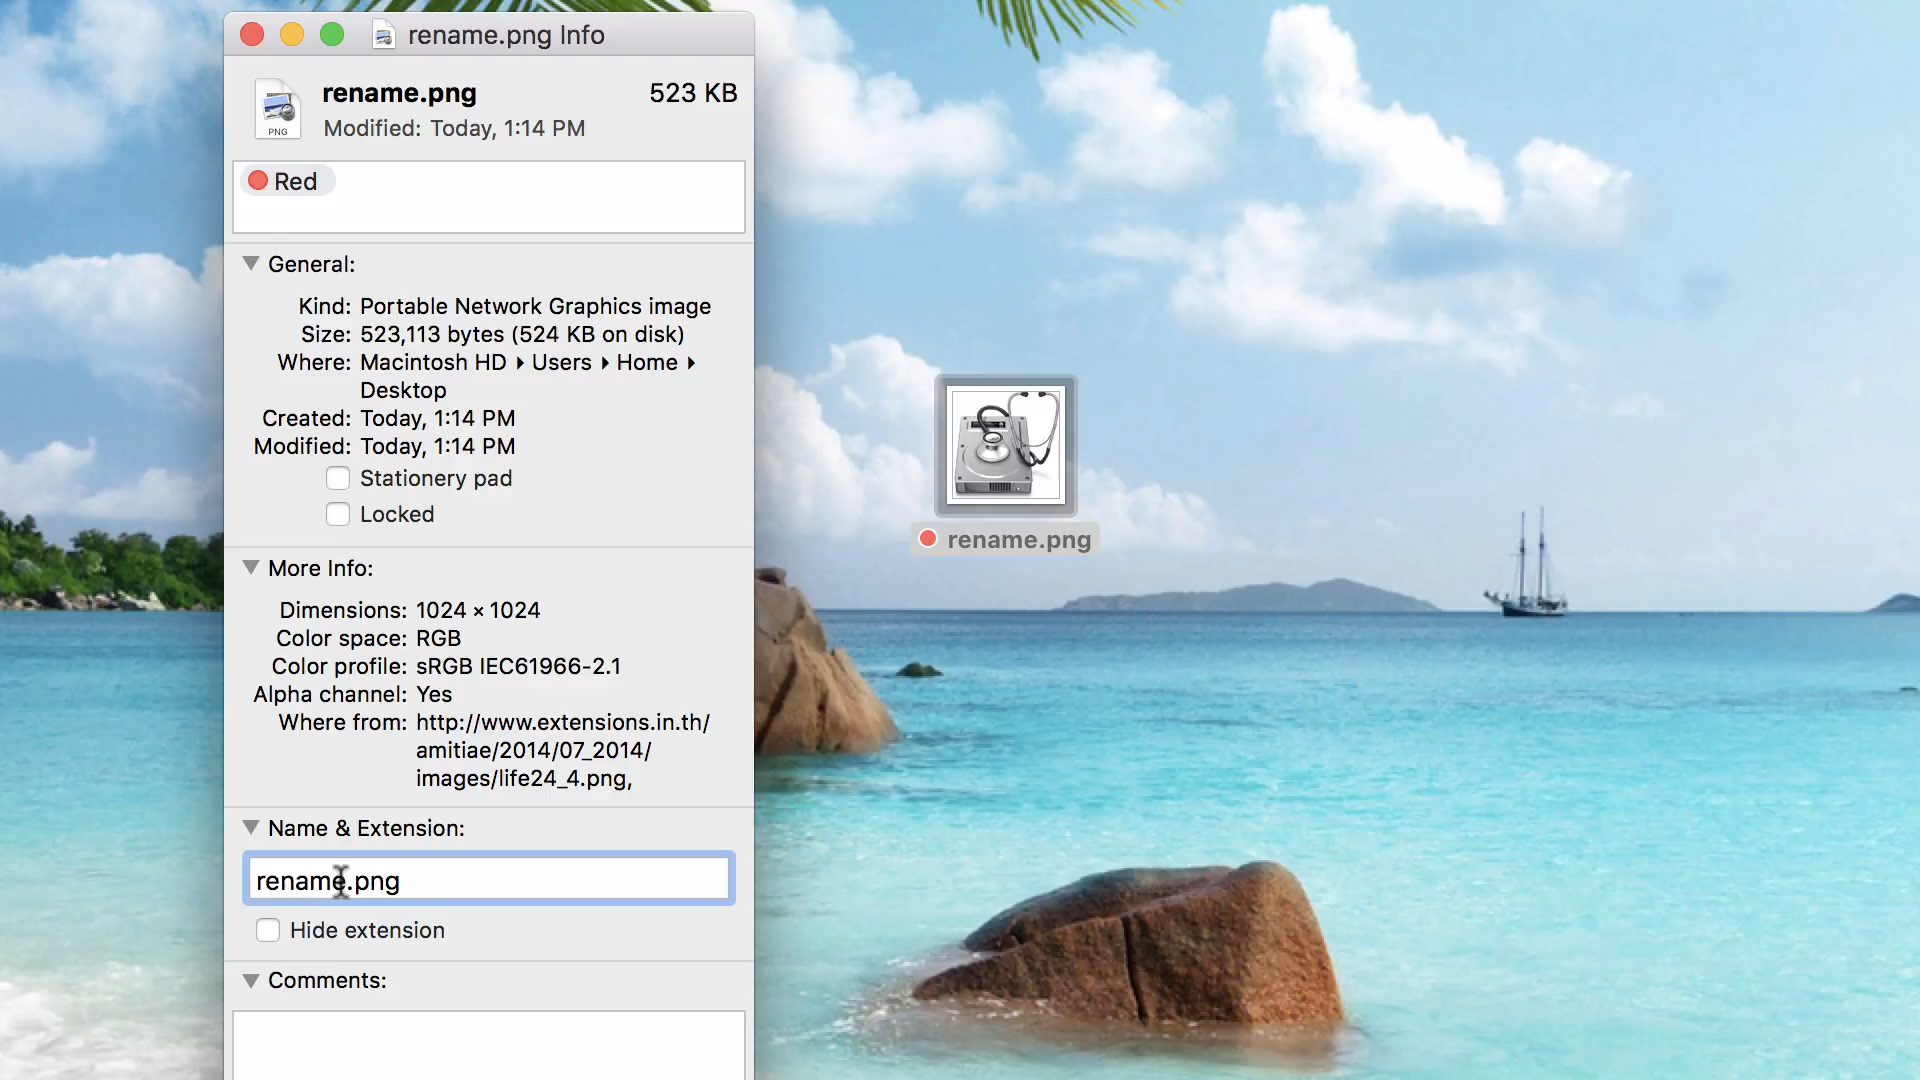 rename.png Info
rename.png 523 KB
Modified: Today, 1:14 PM
PNG
Red
General:
Kind: Portable Network Graphics image
Size: 523,113 bytes (524 KB on disk)
Where: Macintosh HD ▸ Users ▸ Home ▸
Desktop
Created: Today, 1:14 PM
Modified: Today, 1:14 PM
Stationery pad
Locked
More Info:
Dimensions: 1024 × 1024
Color space: RGB
Color profile: sRGB IEC61966-2.1
Alpha channel: Yes
Where from: http://www.extensions.in.th/
amitiae/2014/07_2014/
images/life24_4.png,
Name & Extension:
rename.png
Hide extension
Comments:
rename.png